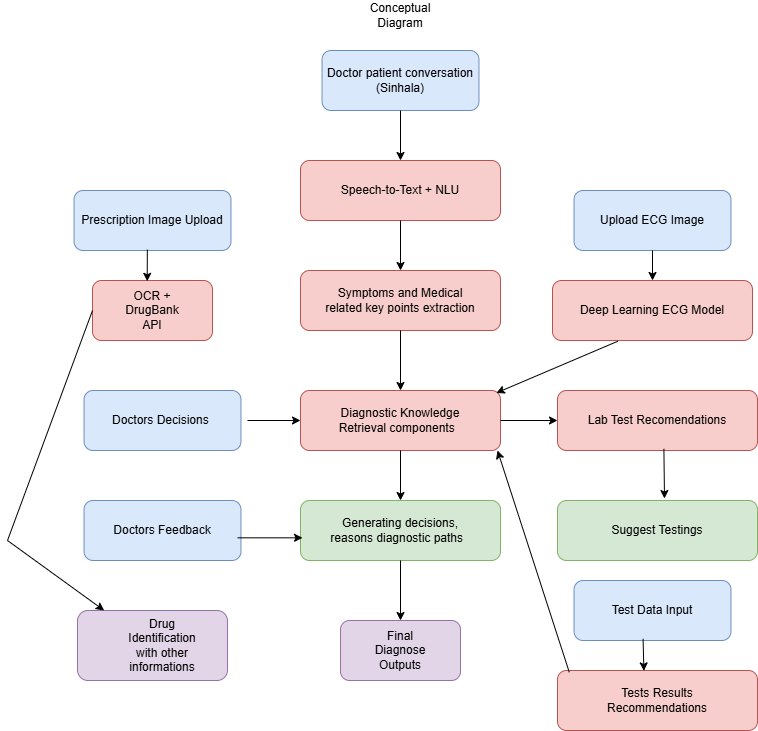 Conceptual
Diagram
Doctor patient conversation
(Sinhala)
Speech-to-Text + NLU
Prescription Image Upload
Upload ECG Image
OCR +
DrugBank
API
Symptoms and Medical
related key points extraction
Deep Learning ECG Model
Doctors Decisions
Diagnostic Knowledge
Retrieval components
Lab Test Recomendations
Doctors Feedback
Generating decisions,
reasons diagnostic paths
Suggest Testings
Test Data Input
Drug
Identification
with other
informations
Final
Diagnose
Outputs
Tests Results
Recommendations